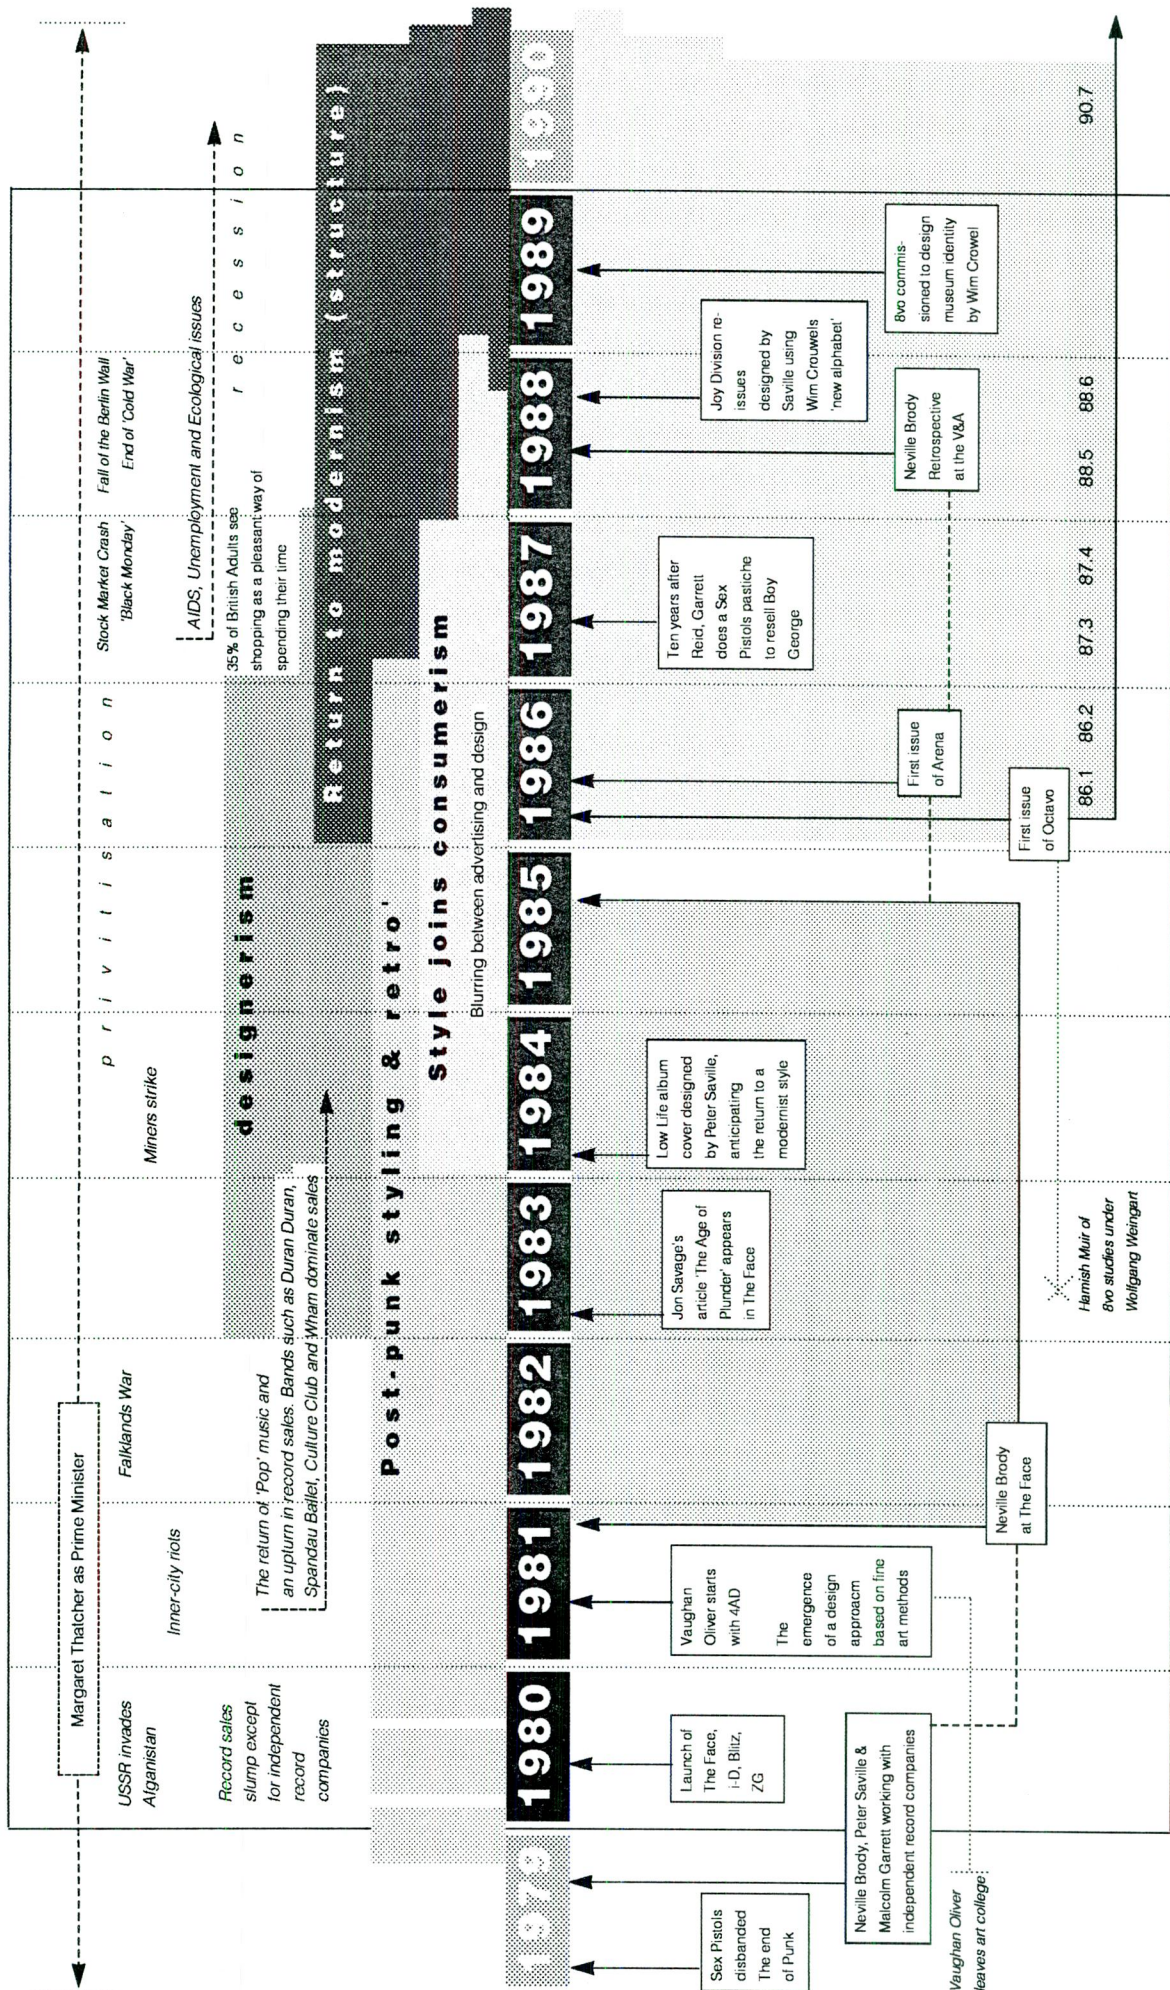 Margaret Thatcher as Prime Minister
USSR invades
Afganistan
Inner-city riots
Falklands War
Miners strike
p r i v i t i s a t i o n
Stock Market Crash
'Black Monday'
Fall of the Berlin Wall
End of 'Cold War'
AIDS, Unemployment and Ecological issues
r e c e s s i o n
Record sales
slump except
for independent
record
companies
The return of 'Pop' music and
an upturn in record sales. Bands such as Duran Duran,
Spandau Ballet, Culture Club and Wham dominate sales
designerism
35% of British Adults see
shopping as a pleasant way of
spending their time
Return to modernism (structure)
Post-punk styling & retro'
Style joins consumerism
Blurring between advertising and design
1979
1980
1981
1982
1983
1984
1985
1986
1987
1988
1989
1990
Sex Pistols
disbanded
The end
of Punk
Neville Brody, Peter Saville &
Malcolm Garrett working with
independent record companies
Vaughan Oliver
leaves art college
Launch of
The Face,
i-D, Blitz,
ZG
Vaughan
Oliver starts
with 4AD
The
emergence
of a design
approacm
based on fine
art methods
Neville Brody
at The Face
Jon Savage's
article 'The Age of
Plunder' appears
in The Face
Hamish Muir of
8vo studies under
Wolfgang Weingart
Low Life album
cover designed
by Peter Saville,
anticipating
the return to a
modernist style
First issue
of Octavo
First issue
of Arena
Ten years after
Reid, Garrett
does a Sex
Pistols pastiche
to resell Boy
George
Neville Brody
Retrospective
at the V&A
Joy Division re-
issues
designed by
Saville using
Wim Crouwels
'new alphabet'
8vo commis-
sioned to design
museum identity
by Wim Crowel
86.1 86.2 87.3 87.4 88.5 88.6 90.7